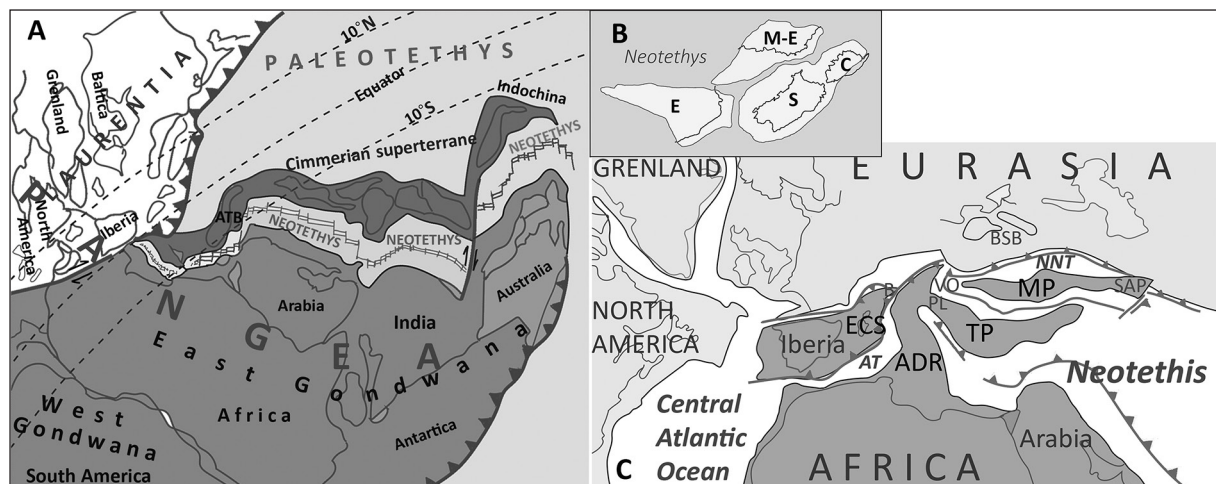 A
10°N
PALEOTETHYS
Equator
10°S
Indochina
Grenland
Baltica
LAURENTIA
Cimmerian superterrane
NEOTETHYS
North
America
Iberia
ATB
NEOTETHYS
NEOTETHYS
PANGEA
Arabia
India
Australia
East Gondwana
Africa
West
Gondwana
Antartica
South America
B
Neotethys
M-E
C
E
S
GRENLAND
EURASIA
BSB
NNT
NORTH
AMERICA
B
VO
MP
SAP
PL
ECS
Iberia
TP
AT
ADR
Neotethis
Central
Atlantic
Ocean
Arabia
C
AFRICA